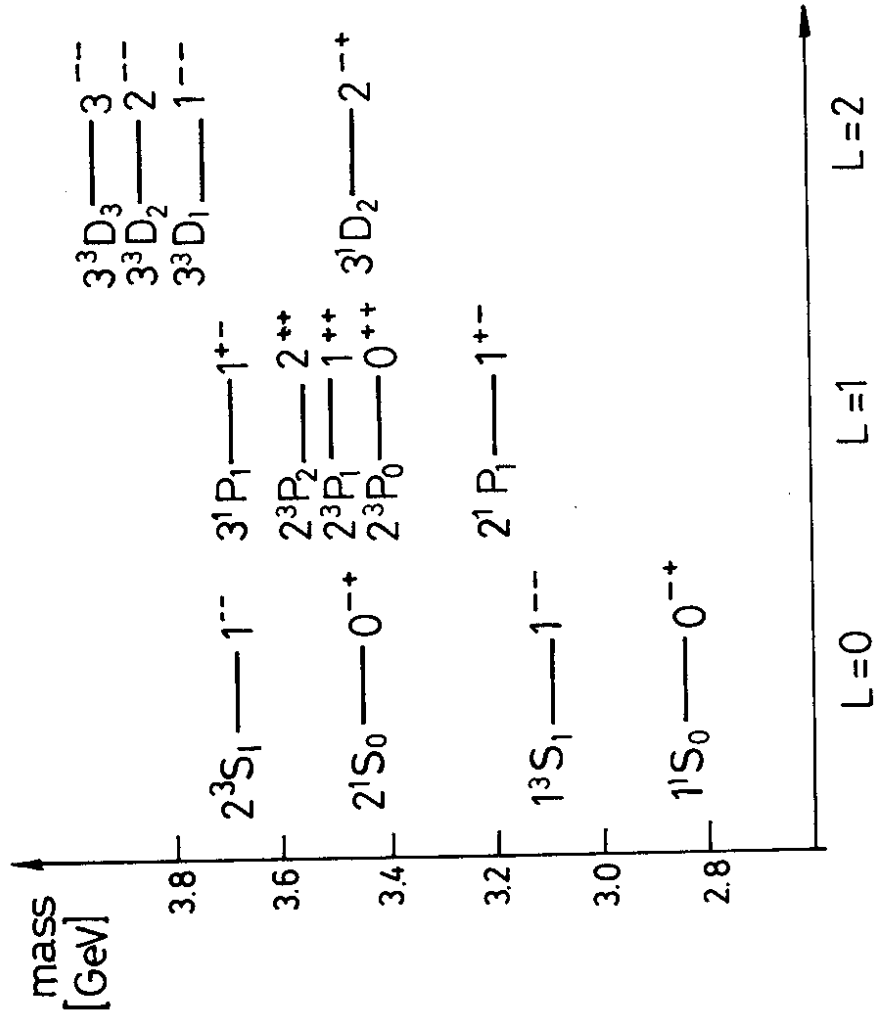 mass
[GeV]
3.8
3.6
3.4
3.2
3.0
2.8
2³S₁ 1⁻⁻
2¹S₀ 0⁻⁺
1³S₁ 1⁻⁻
1¹S₀ 0⁻⁺
L=0
3¹P₁ 1⁺⁻
2³P₂ 2⁺⁺
2³P₁ 1⁺⁺
2³P₀ 0⁺⁺
2¹P₁ 1⁺⁻
L=1
3³D₃ 3⁻⁻
3³D₂ 2⁻⁻
3³D₁ 1⁻⁻
3¹D₂ 2⁻⁺
L=2